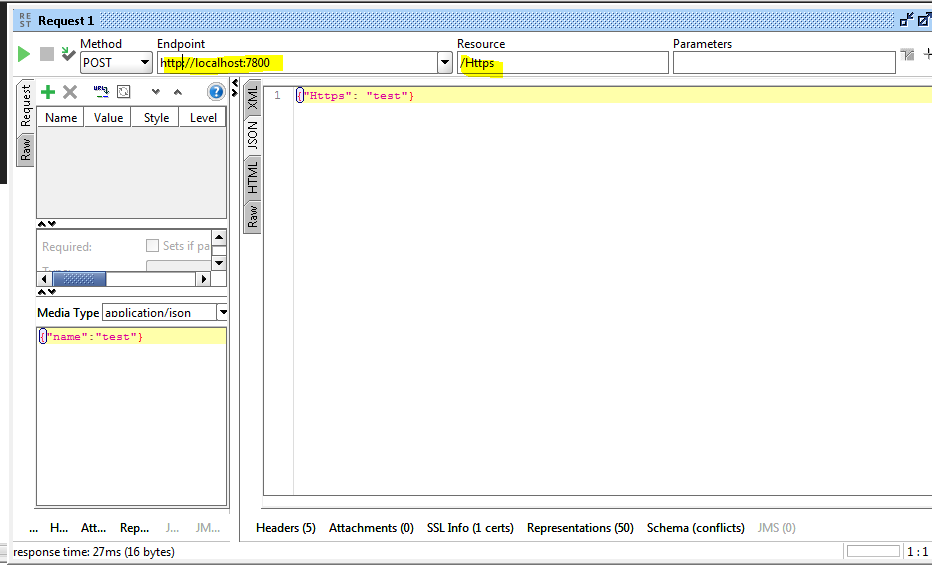 RE ST Request 1
Method Endpoint Resource Parameters
POST http://localhost:7800 /Https
Request
Raw
Name Value Style Level
Required: Sets if pa
Media Type application/json
{"name":"test"}
XML
JSON
HTML
Raw
1 {"Https": "test"}
... H... Att... Rep... J... JM...
Headers (5) Attachments (0) SSL Info (1 certs) Representations (50) Schema (conflicts) JMS (0)
response time: 27ms (16 bytes) 1 : 1